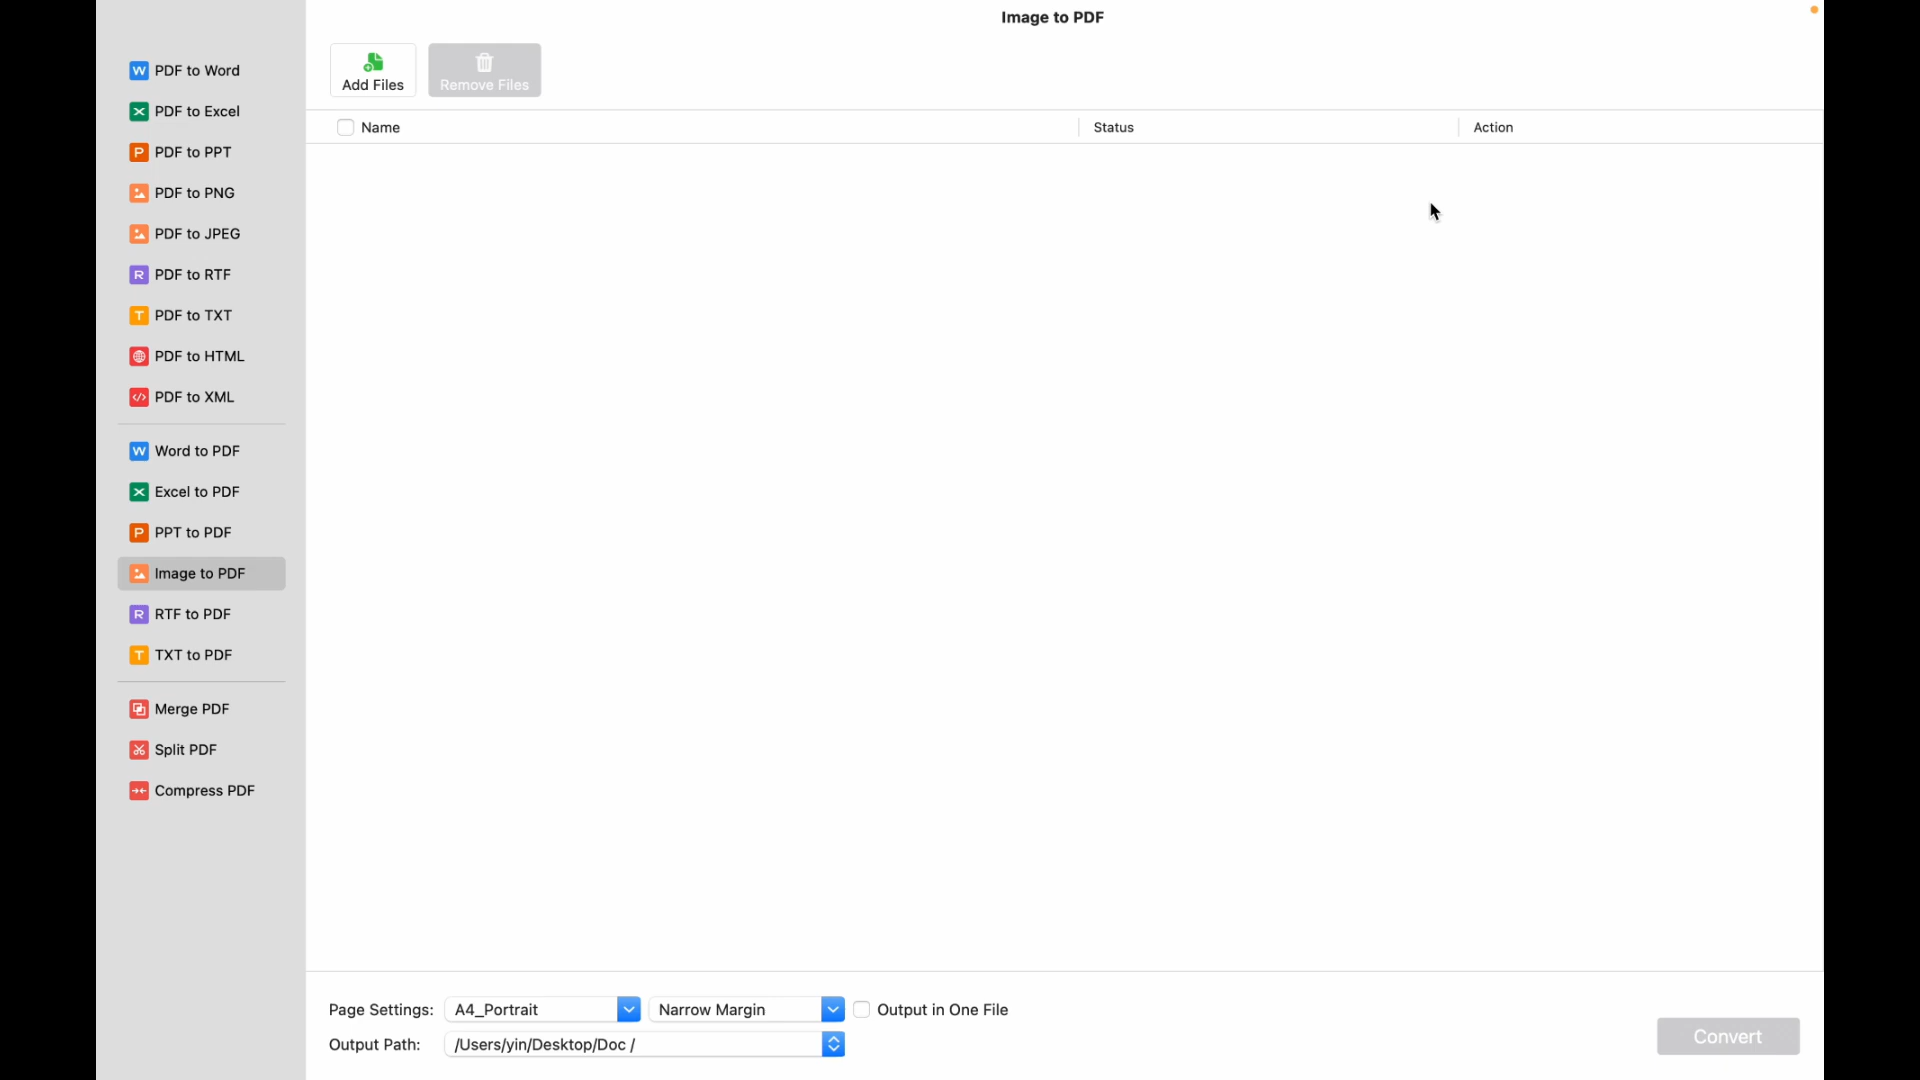 Image to PDF
Add Files
Remove Files
Name
Status
Action
W PDF to Word
PDF to Excel
P PDF to PPT
PDF to PNG
PDF to JPEG
R PDF to RTF
T PDF to TXT
PDF to HTML
</> PDF to XML
W Word to PDF
Excel to PDF
P PPT to PDF
Image to PDF
R RTF to PDF
T TXT to PDF
Merge PDF
Split PDF
Compress PDF
Page Settings: A4_Portrait Narrow Margin Output in One File
Output Path: /Users/yin/Desktop/Doc /
Convert